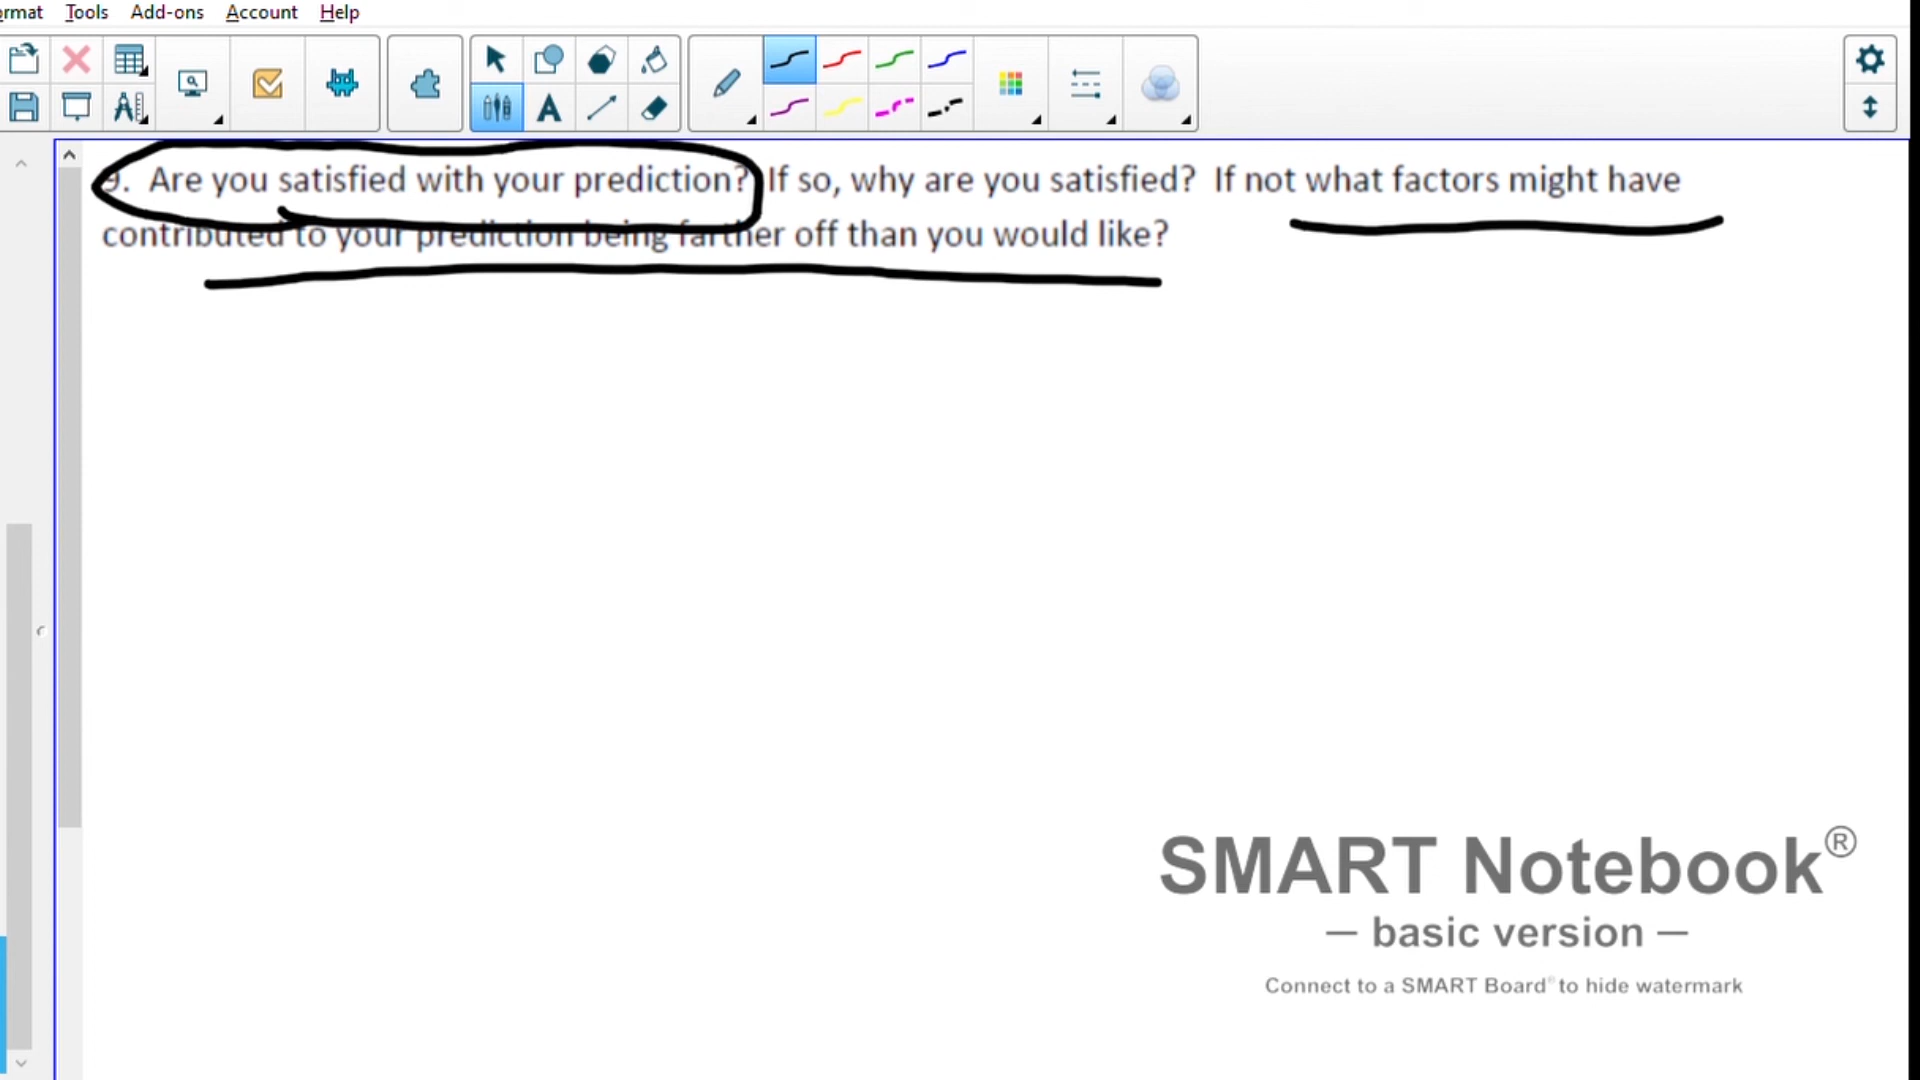 ormat Tools Add-ons Account Help
9. Are you satisfied with your prediction? If so, why are you satisfied? If not what factors might have
contributed to your prediction being farther off than you would like?
SMART Notebook®
— basic version —
Connect to a SMART Board® to hide watermark